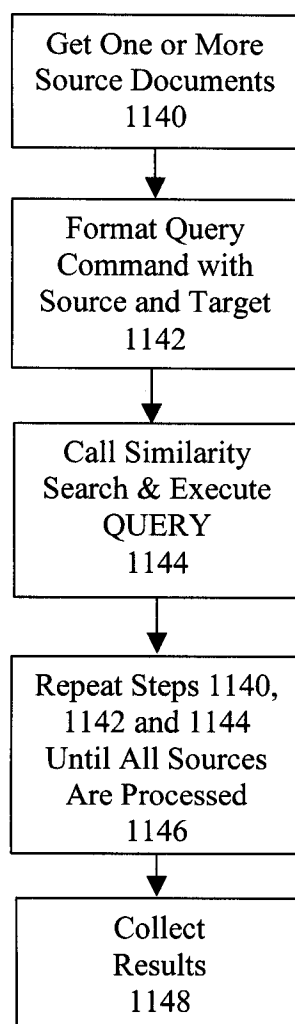 Get One or More
Source Documents
1140
Format Query
Command with
Source and Target
1142
Call Similarity
Search & Execute
QUERY
1144
Repeat Steps 1140,
1142 and 1144
Until All Sources
Are Processed
1146
Collect
Results
1148